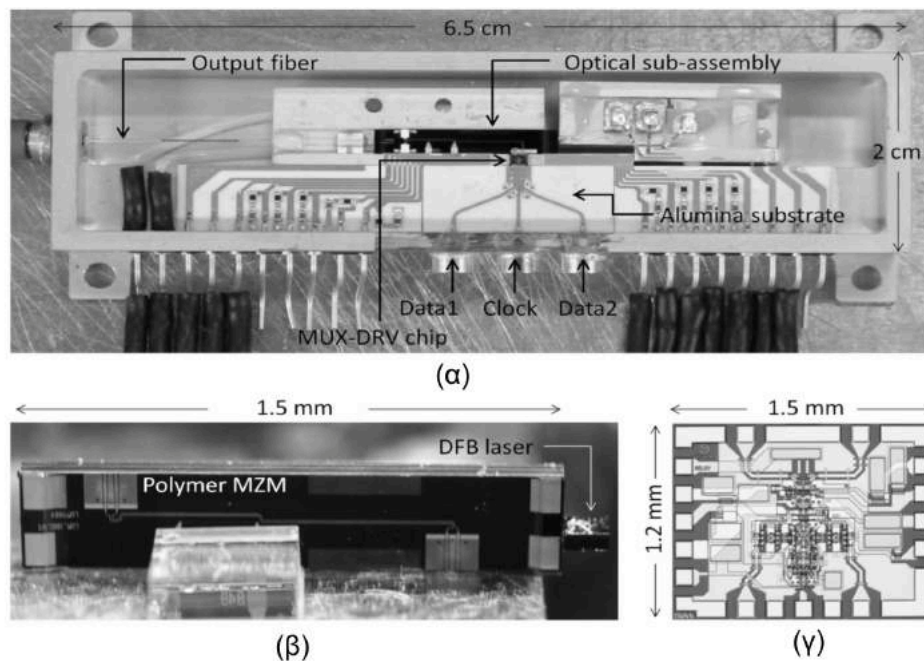 6.5 cm
Output fiber
Optical sub-assembly
2 cm
Alumina substrate
Data1
Clock
Data2
MUX-DRV chip
(α)
1.5 mm
1.5 mm
DFB laser
Polymer MZM
1.2 mm
(β)
(γ)